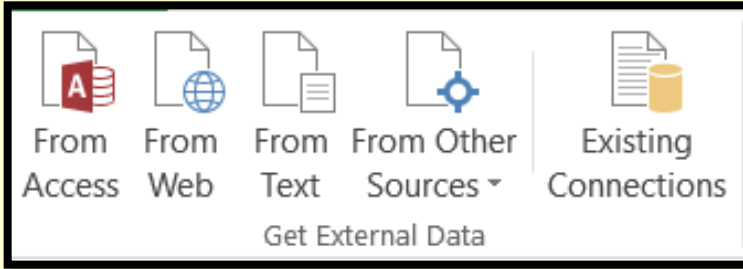 From Access
From Web
From Text
From Other Sources
Existing Connections
Get External Data